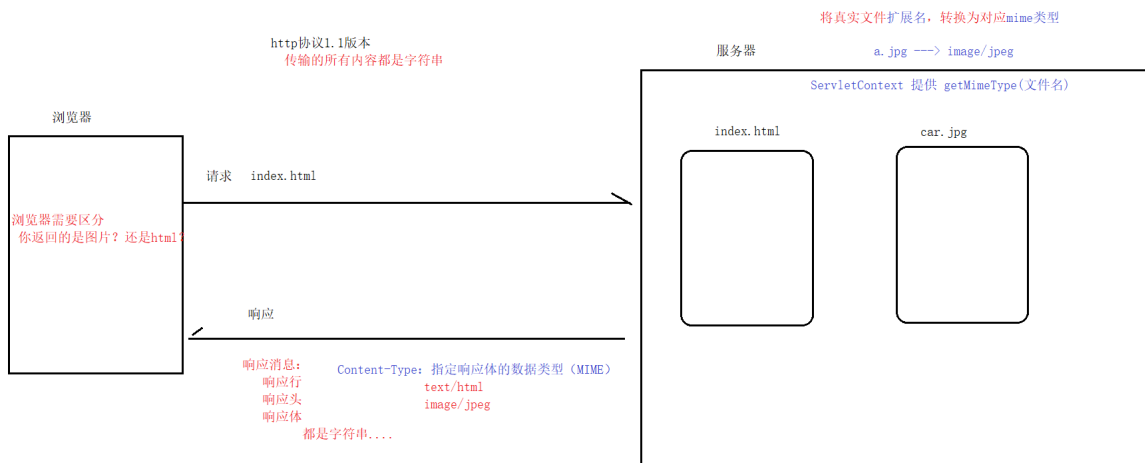 将真实文件扩展名，转换为对应mime类型
http协议1.1版本
传输的所有内容都是字符串
服务器
a.jpg ---> image/jpeg
ServletContext 提供 getMimeType(文件名)
浏览器
index.html
car.jpg
请求 index.html
浏览器需要区分
你返回的是图片？还是html?
响应
响应消息：
Content-Type：指定响应体的数据类型（MIME）
响应行
text/html
响应头
image/jpeg
响应体
都是字符串....